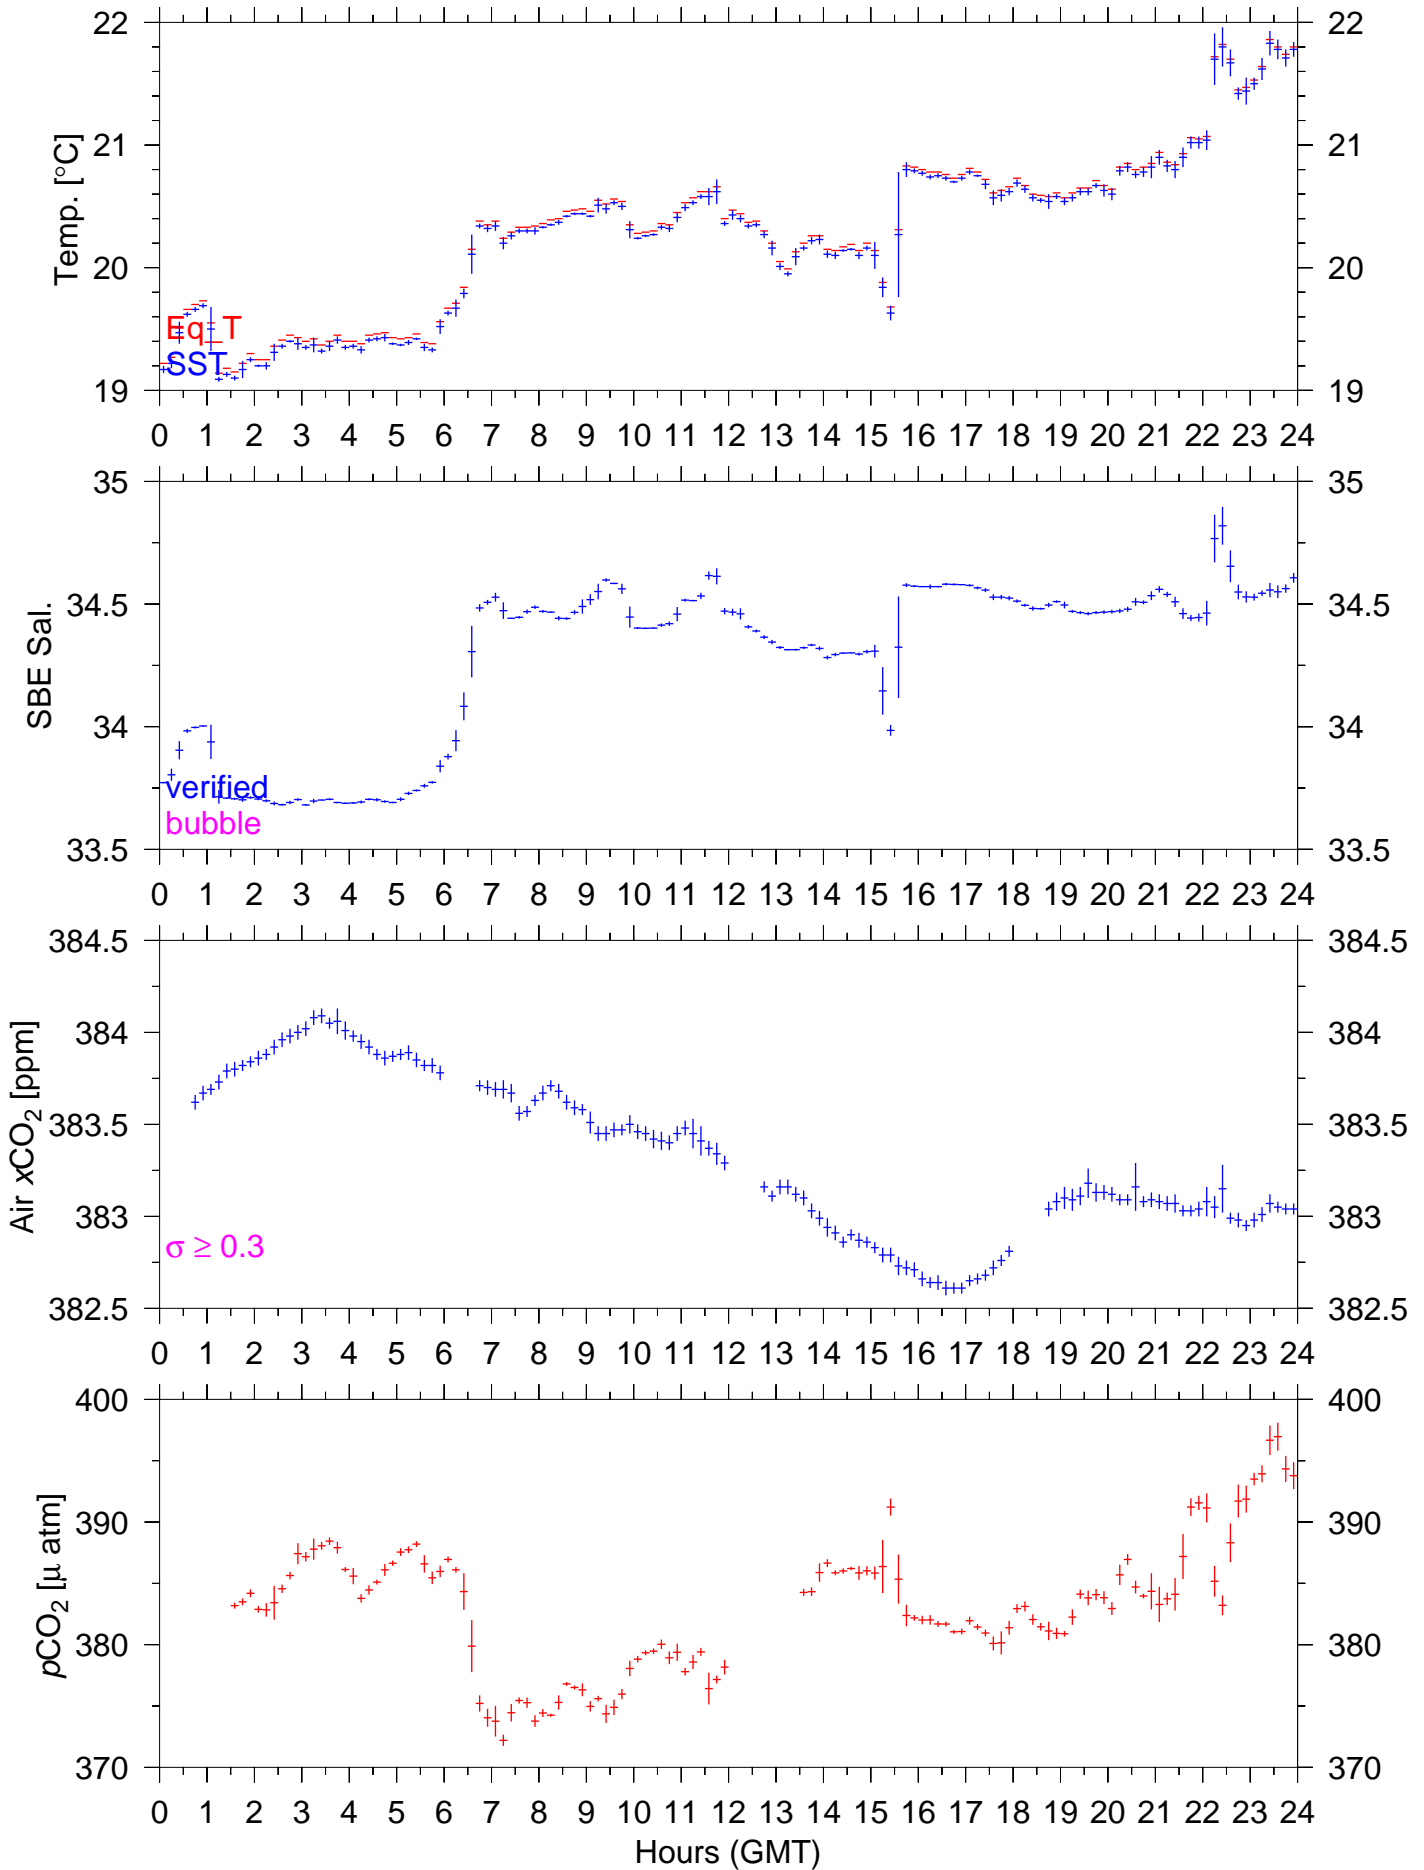 22 22
21 21
20 20
19 19
Temp. [°C]
Eq_T
SST
0 1 2 3 4 5 6 7 8 9 10 11 12 13 14 15 16 17 18 19 20 21 22 23 24
35 35
34.5 34.5
34 34
33.5 33.5
SBE Sal.
verified
bubble
0 1 2 3 4 5 6 7 8 9 10 11 12 13 14 15 16 17 18 19 20 21 22 23 24
384.5 384.5
384 384
383.5 383.5
383 383
382.5 382.5
Air xCO₂ [ppm]
σ ≥ 0.3
0 1 2 3 4 5 6 7 8 9 10 11 12 13 14 15 16 17 18 19 20 21 22 23 24
400 400
390 390
380 380
370 370
pCO₂ [µ atm]
0 1 2 3 4 5 6 7 8 9 10 11 12 13 14 15 16 17 18 19 20 21 22 23 24
Hours (GMT)